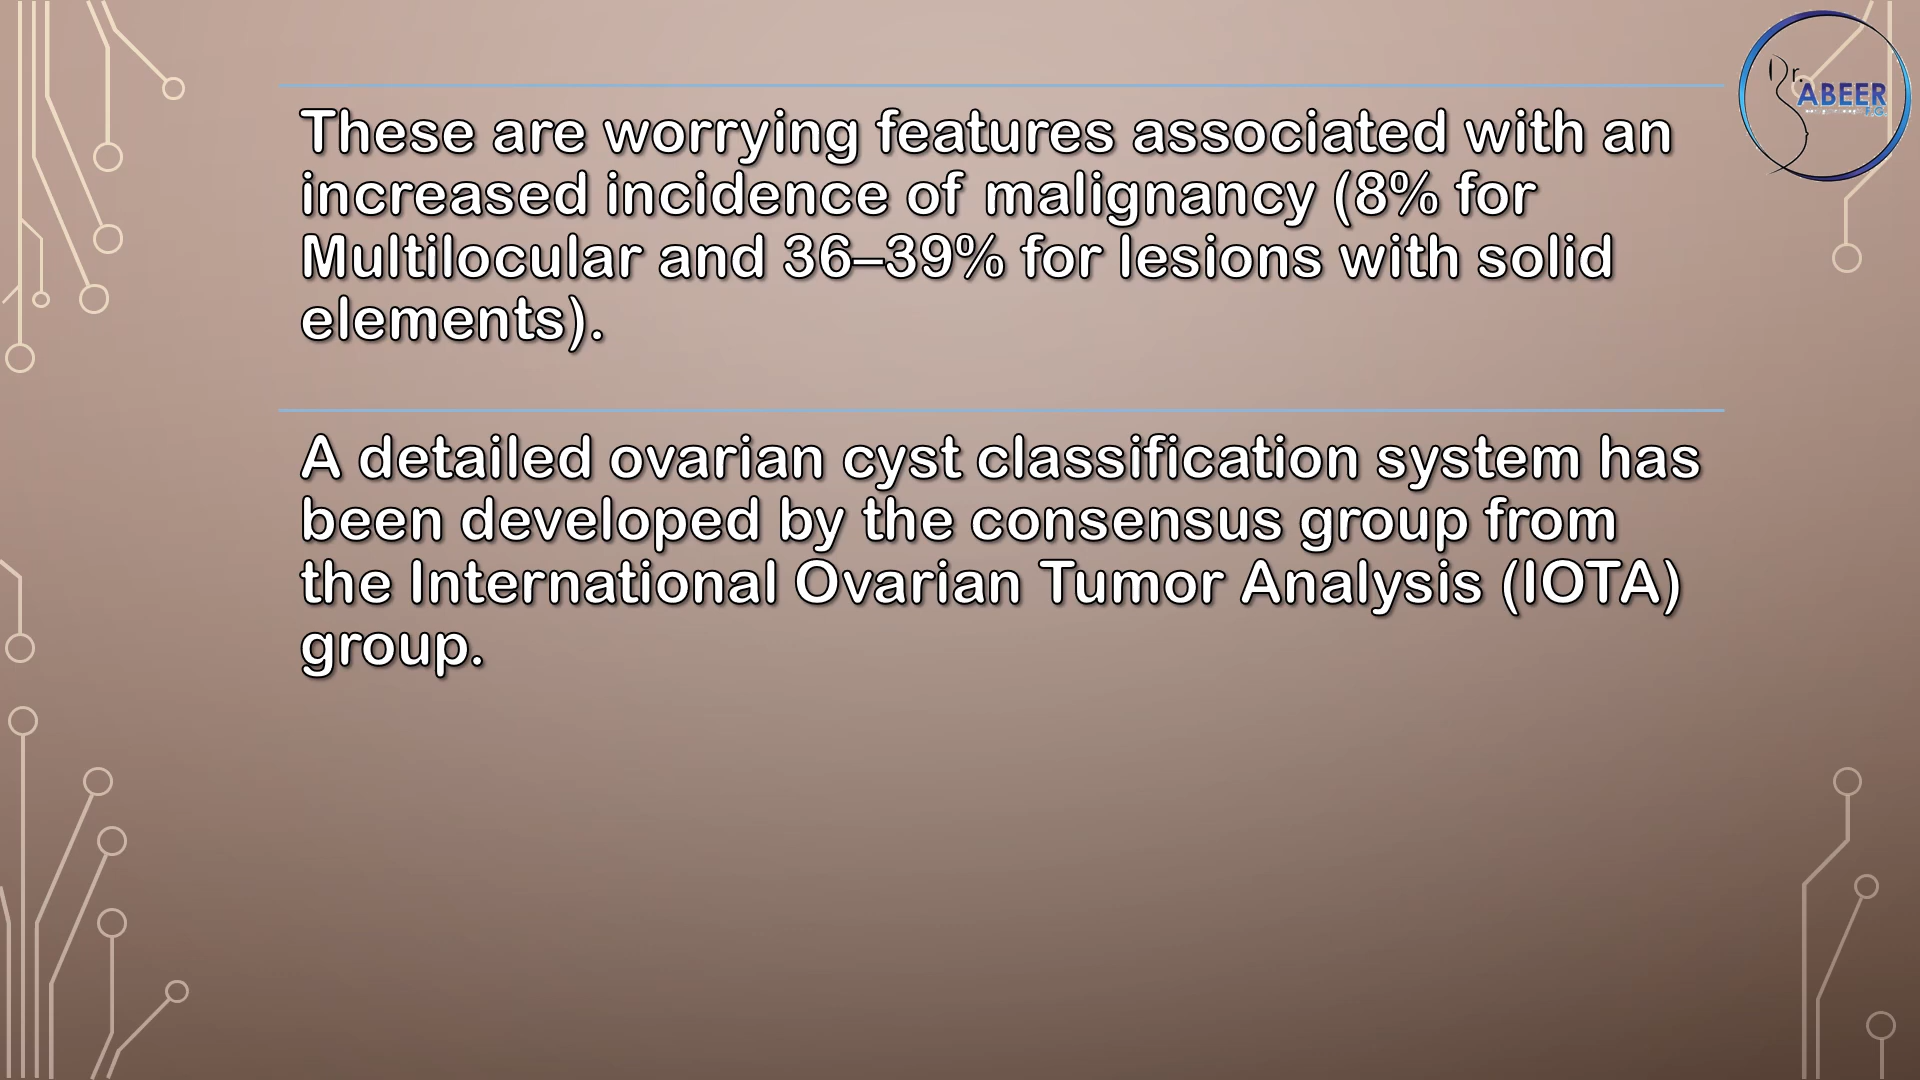 Dr.
ABEER
F.G.
These are worrying features associated with an
increased incidence of malignancy (8% for
Multilocular and 36–39% for lesions with solid
elements).
A detailed ovarian cyst classification system has
been developed by the consensus group from
the International Ovarian Tumor Analysis (IOTA)
group.